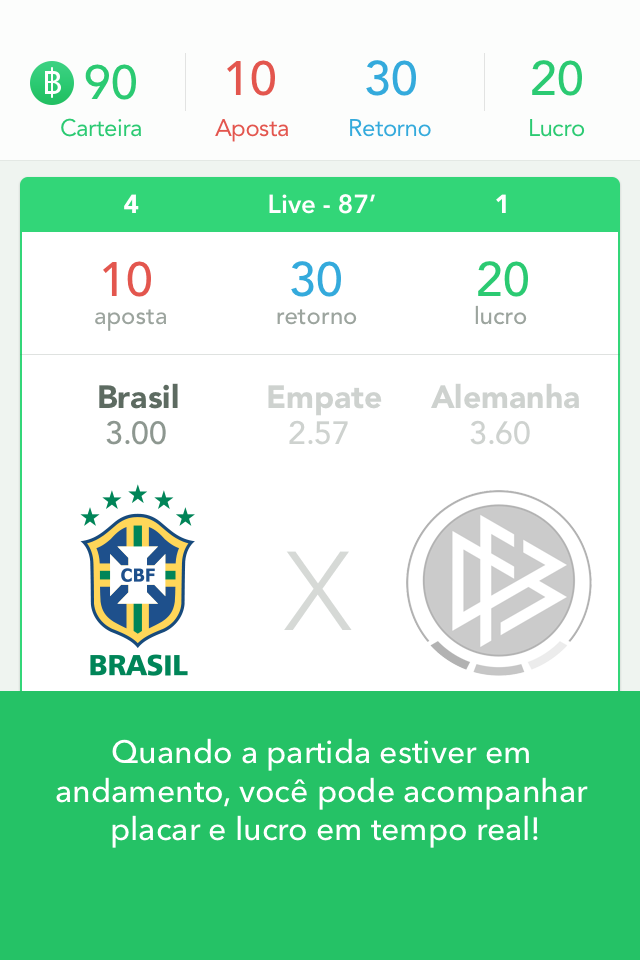 ฿ 90 10 30 20
Carteira Aposta Retorno Lucro
4 Live - 87’ 1
10 30 20
aposta retorno lucro
Brasil Empate Alemanha
3.00 2.57 3.60
CBF X DFB
BRASIL
Quando a partida estiver em
andamento, você pode acompanhar
placar e lucro em tempo real!